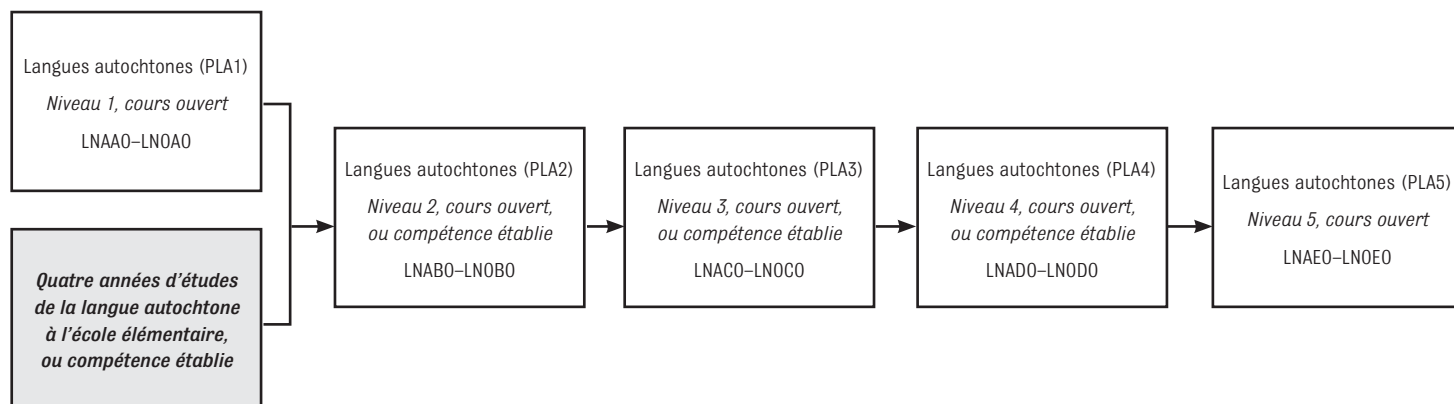 Langues autochtones (PLA1)
Niveau 1, cours ouvert
LNAAO–LNOAO
Quatre années d'études
de la langue autochtone
à l'école élémentaire,
ou compétence établie
Langues autochtones (PLA2)
Niveau 2, cours ouvert,
ou compétence établie
LNABO–LNOBO
Langues autochtones (PLA3)
Niveau 3, cours ouvert,
ou compétence établie
LNACO–LNOCO
Langues autochtones (PLA4)
Niveau 4, cours ouvert,
ou compétence établie
LNADO–LNODO
Langues autochtones (PLA5)
Niveau 5, cours ouvert
LNAEO–LNOEO